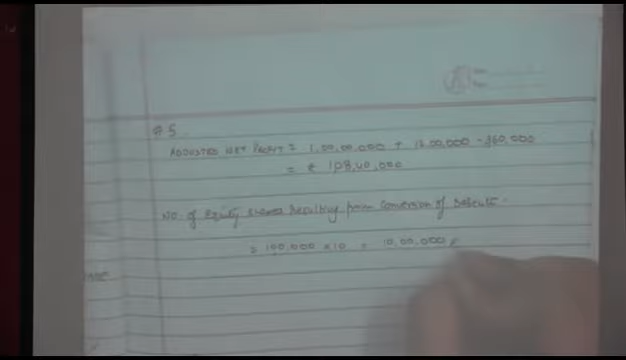 # 5.
ADJUSTED NET PROFIT = 1,00,00,000 + 12,00,000 - 360,000
= ₹ 108,40,000
No. of Equity shares Resulting from Conversion of Debent
= 100,000 x 10 = 10,00,000